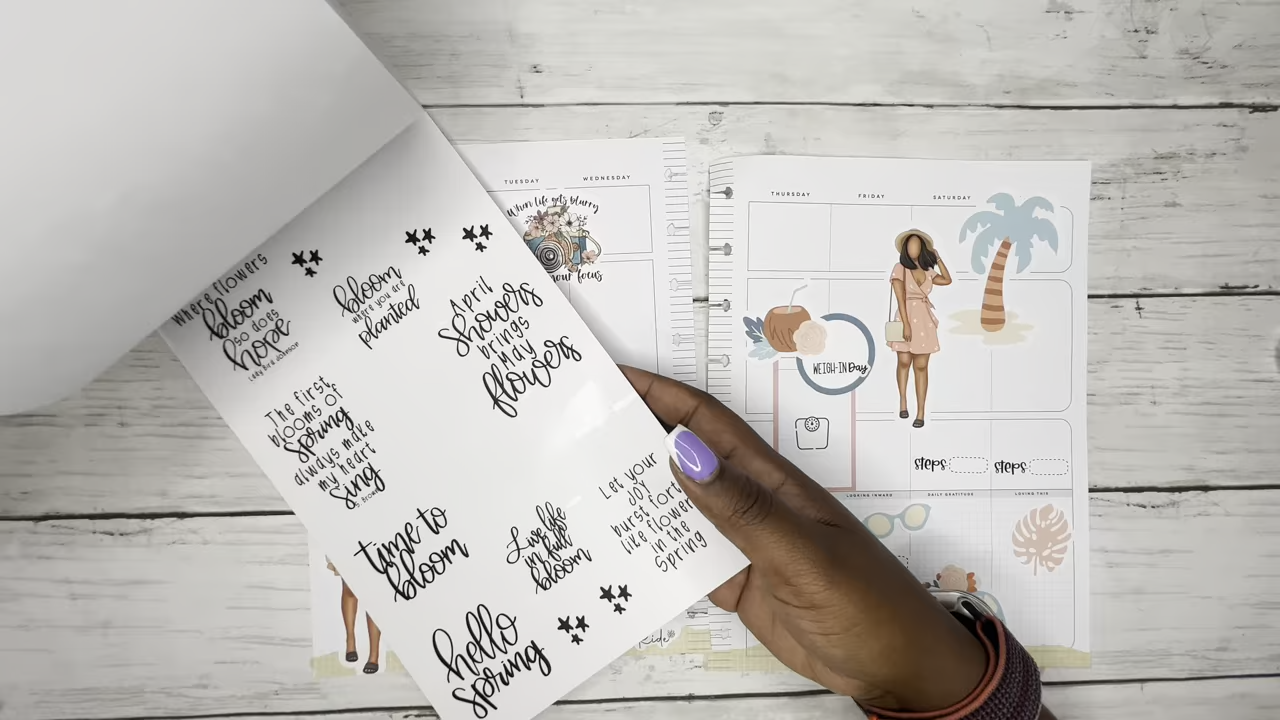 where flowers
bloom
so does
hope
bloom
where you are
planted
April
showers
brings
May
flowers
The first
blooms of
spring
always make
my heart
sing
time to
bloom
Live life
in full
bloom
Let your
joy
burst forth
like flowers
in the
Spring
hello
spring
TUESDAY
WEDNESDAY
When life gets blurry
your focus
THURSDAY
FRIDAY
SATURDAY
WEIGH-IN Day
steps
steps
LOOKING INWARD
DAILY GRATITUDE
LOVING THIS
Ride